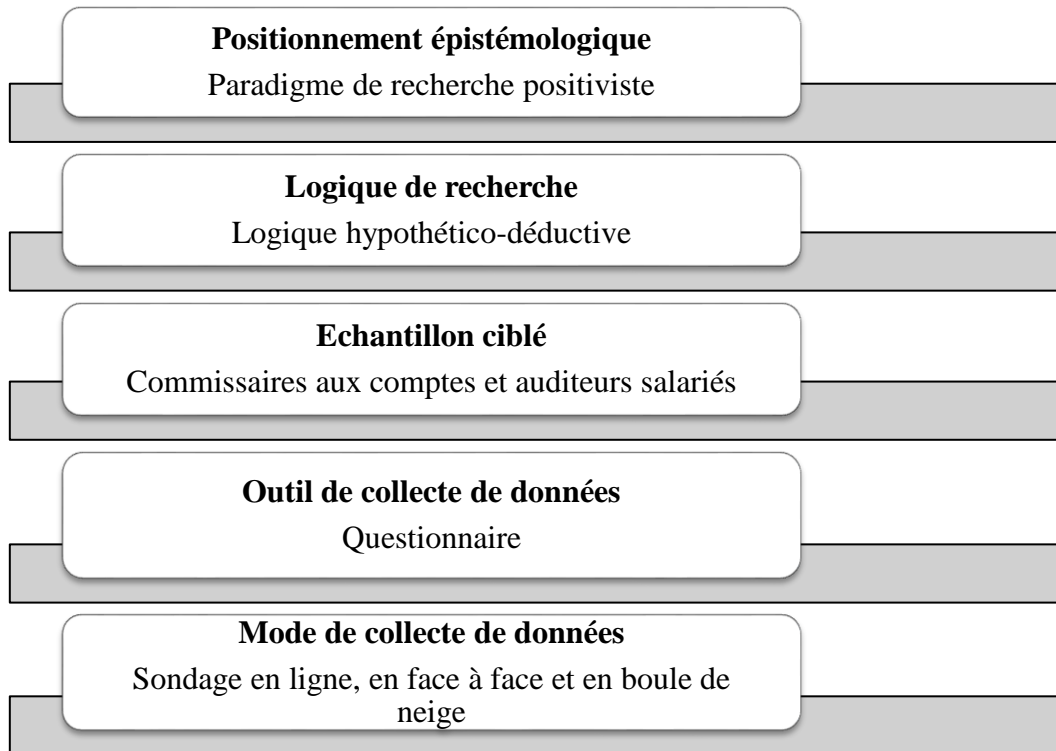 Positionnement épistémologique
Paradigme de recherche positiviste
Logique de recherche
Logique hypothético-déductive
Echantillon ciblé
Commissaires aux comptes et auditeurs salariés
Outil de collecte de données
Questionnaire
Mode de collecte de données
Sondage en ligne, en face à face et en boule de
neige